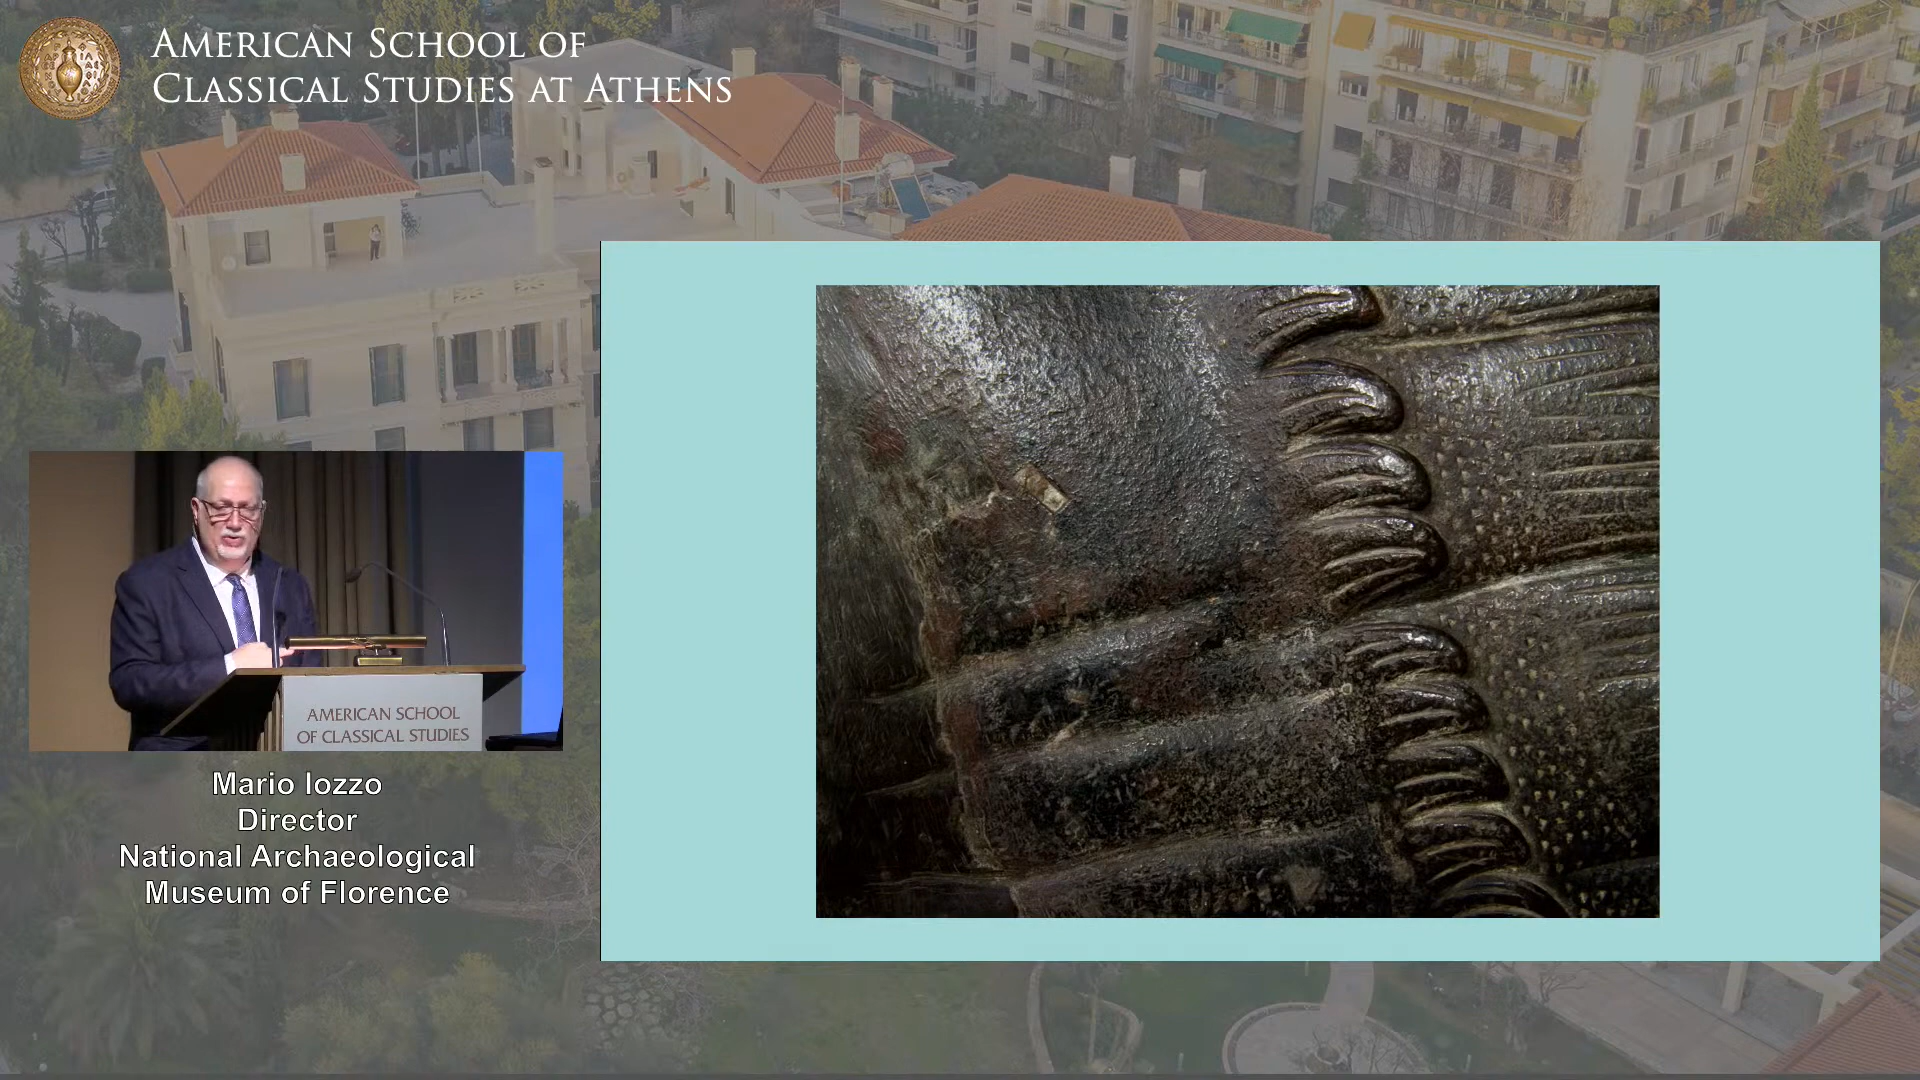 AMERICAN SCHOOL OF
CLASSICAL STUDIES AT ATHENS
AMERICAN SCHOOL
OF CLASSICAL STUDIES
Mario Iozzo
Director
National Archaeological
Museum of Florence